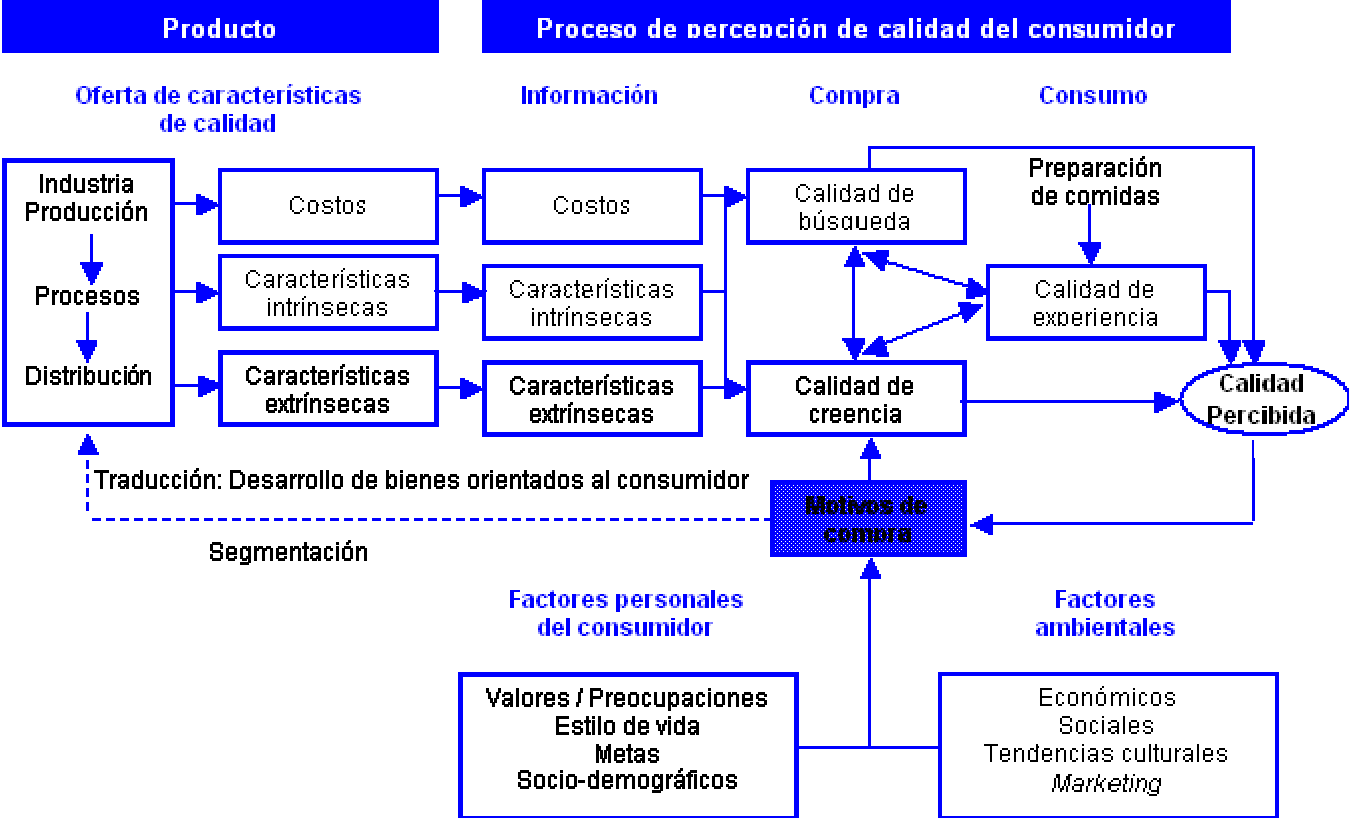 Producto
Proceso de percepción de calidad del consumidor
Oferta de características
de calidad
Información
Compra
Consumo
Industria
Producción
Procesos
Distribución
Costos
Características
intrínsecas
Características
extrínsecas
Costos
Características
intrínsecas
Características
extrínsecas
Calidad de
búsqueda
Calidad de
creencia
Preparación
de comidas
Calidad de
experiencia
Calidad
Percibida
Traducción: Desarrollo de bienes orientados al consumidor
Segmentación
Motivos de
compra
Factores personales
del consumidor
Factores
ambientales
Valores / Preocupaciones
Estilo de vida
Metas
Socio-demográficos
Económicos
Sociales
Tendencias culturales
Marketing